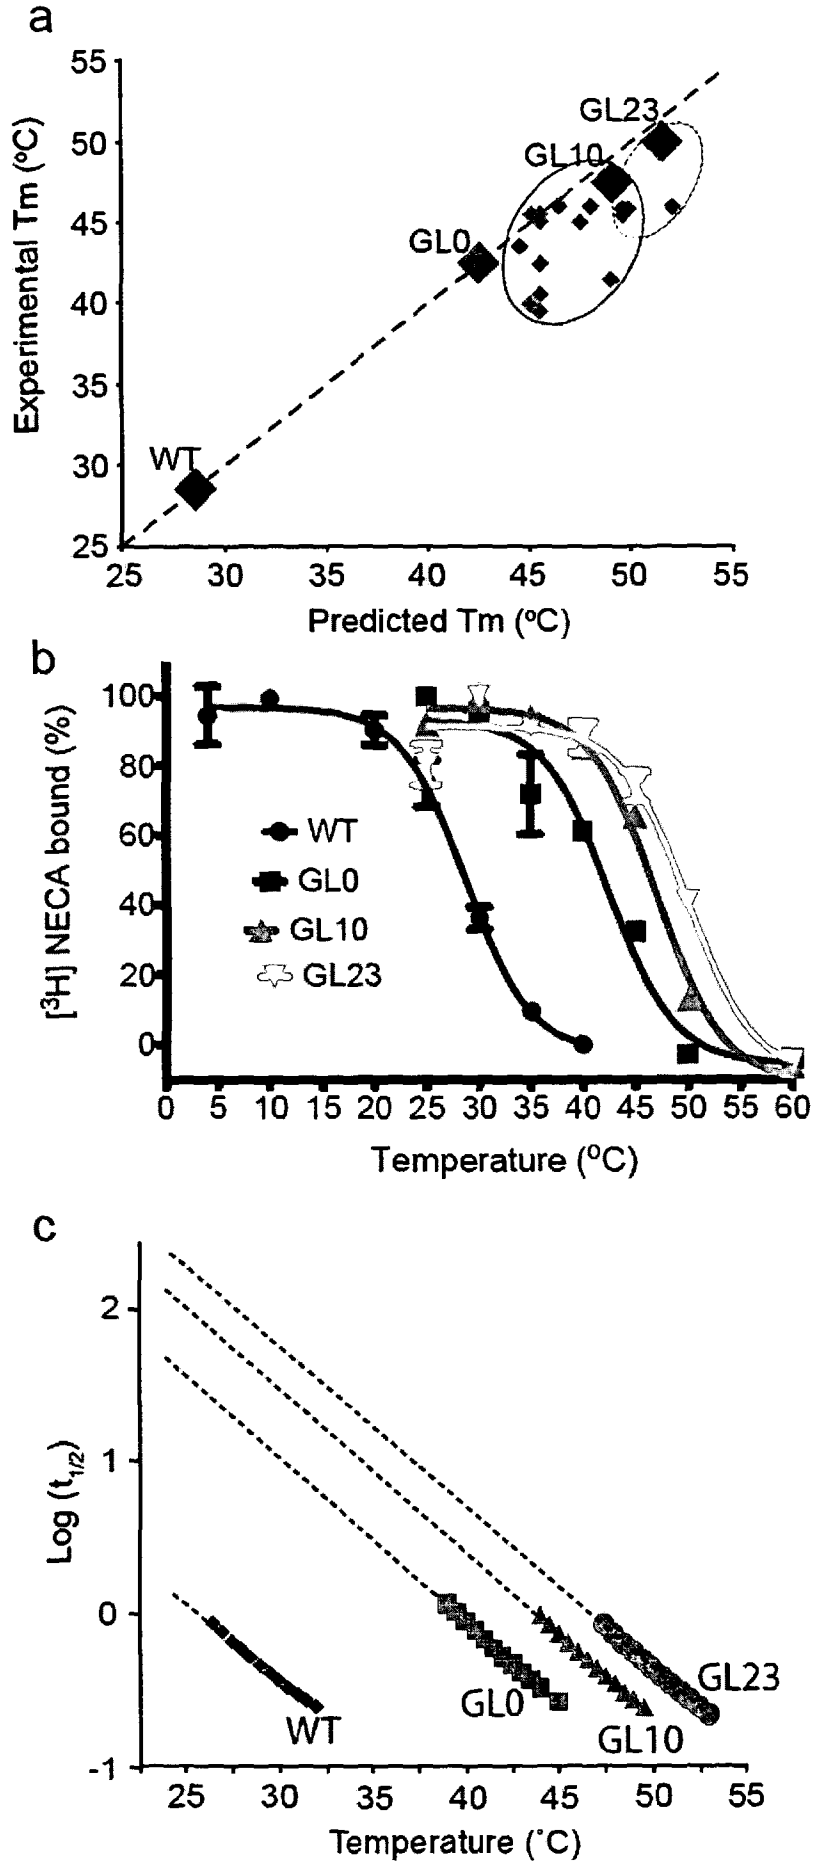 a
Experimental Tm (ºC)
55
50
45
40
35
30
25
GL23
GL10
GL0
WT
25 30 35 40 45 50 55
Predicted Tm (ºC)
b
[³H] NECA bound (%)
100
80
60
40
20
0
WT
GL0
GL10
GL23
0 5 10 15 20 25 30 35 40 45 50 55 60
Temperature (ºC)
c
Log (t1/2)
2
1
0
-1
WT
GL0
GL10
GL23
25 30 35 40 45 50 55
Temperature (˚C)